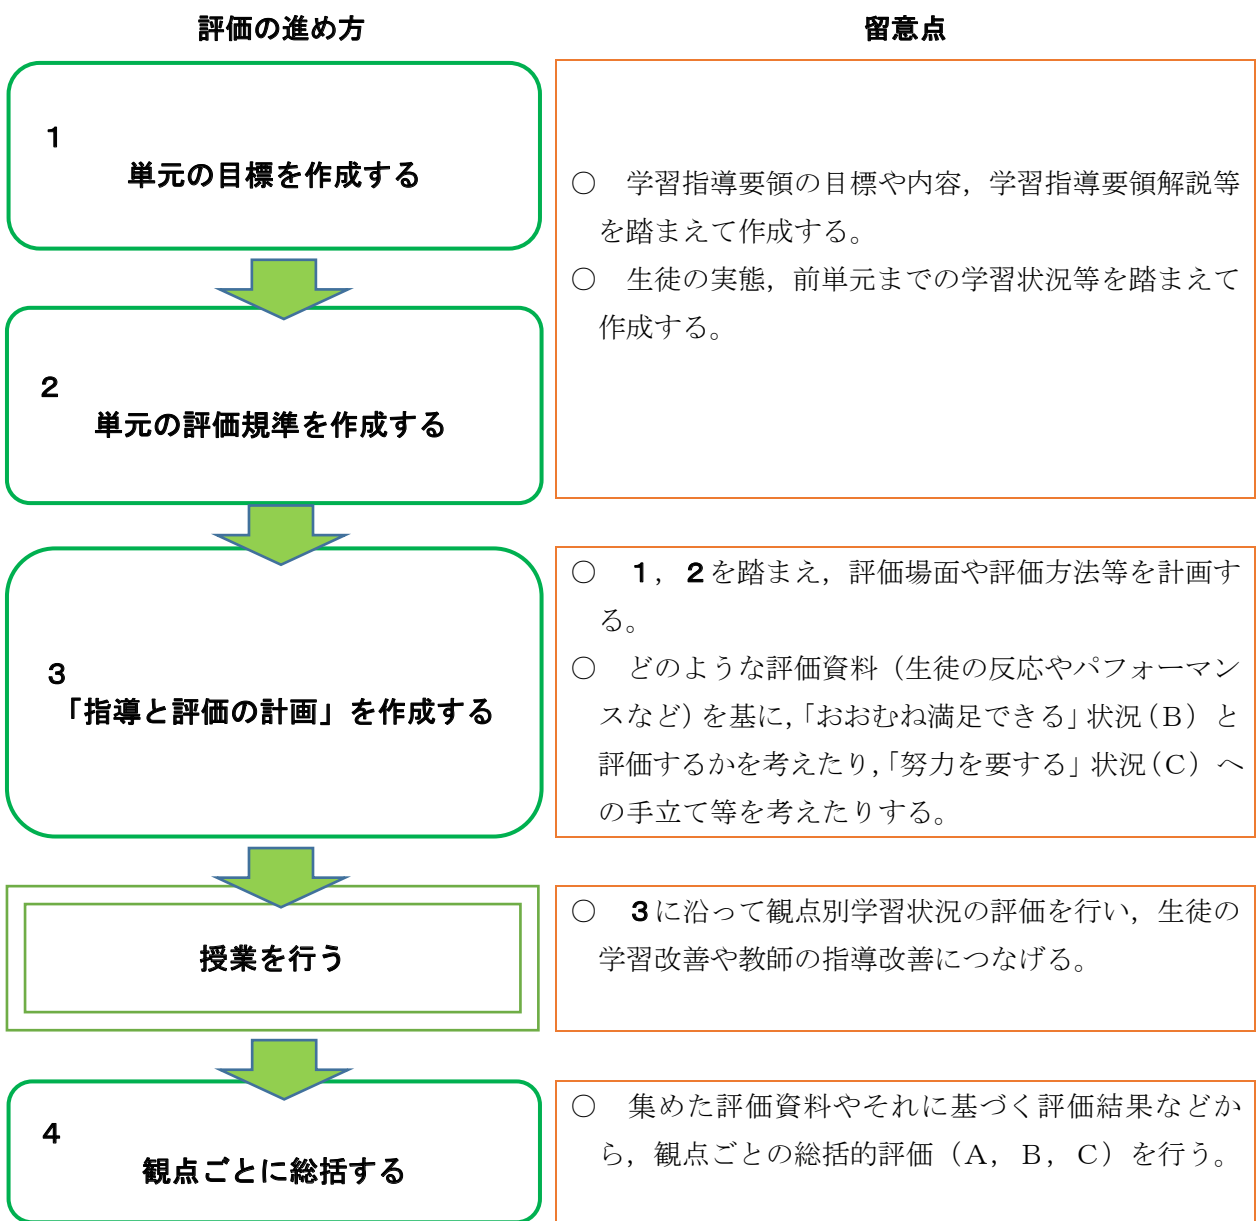 評価の進め方
留意点
1
単元の目標を作成する
○　学習指導要領の目標や内容，学習指導要領解説等
を踏まえて作成する。
○　生徒の実態，前単元までの学習状況等を踏まえて
作成する。
2
単元の評価規準を作成する
3
「指導と評価の計画」を作成する
○　1，2を踏まえ，評価場面や評価方法等を計画す
る。
○　どのような評価資料（生徒の反応やパフォーマン
スなど）を基に，「おおむね満足できる」状況（Ｂ）と
評価するかを考えたり，「努力を要する」状況（Ｃ）へ
の手立て等を考えたりする。
授業を行う
○　3に沿って観点別学習状況の評価を行い，生徒の
学習改善や教師の指導改善につなげる。
4
観点ごとに総括する
○　集めた評価資料やそれに基づく評価結果などか
ら，観点ごとの総括的評価（Ａ，Ｂ，Ｃ）を行う。